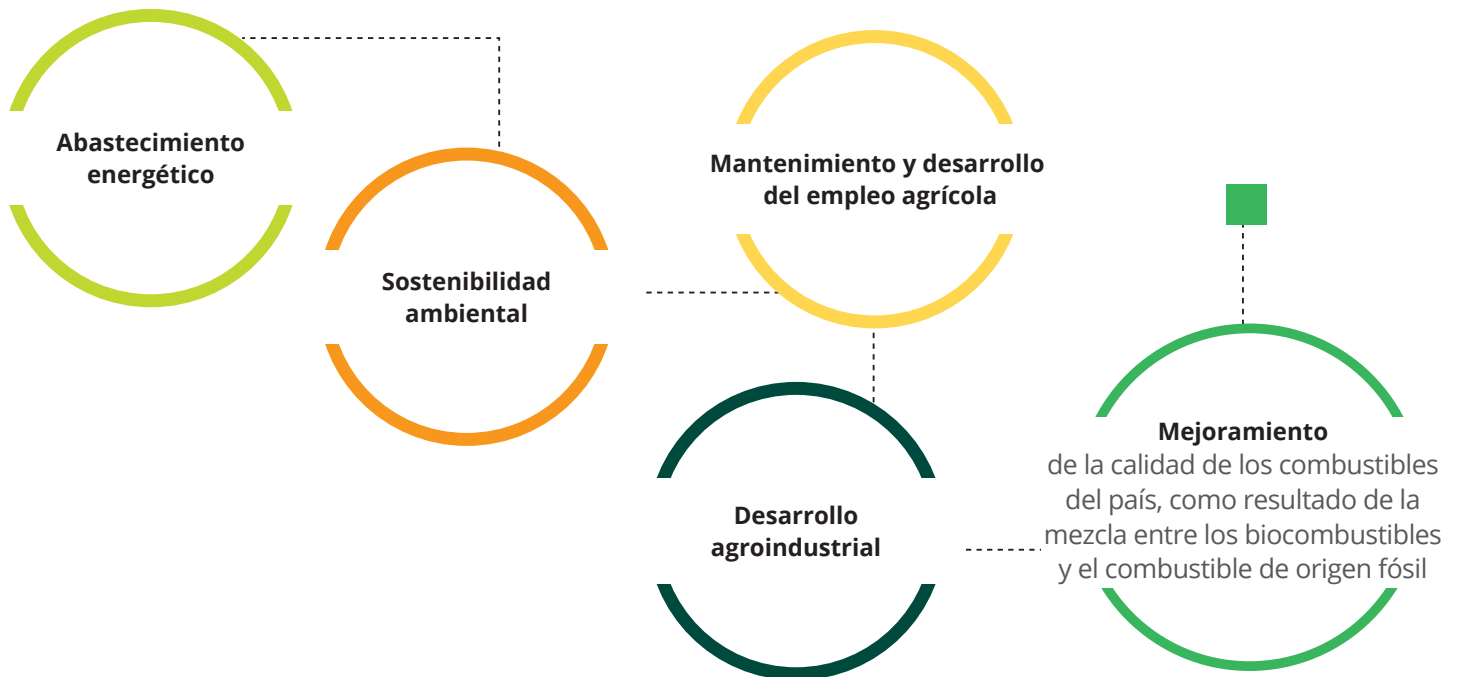 Abastecimiento
energético
Sostenibilidad
ambiental
Mantenimiento y desarrollo
del empleo agrícola
Desarrollo
agroindustrial
Mejoramiento
de la calidad de los combustibles
del país, como resultado de la
mezcla entre los biocombustibles
y el combustible de origen fósil